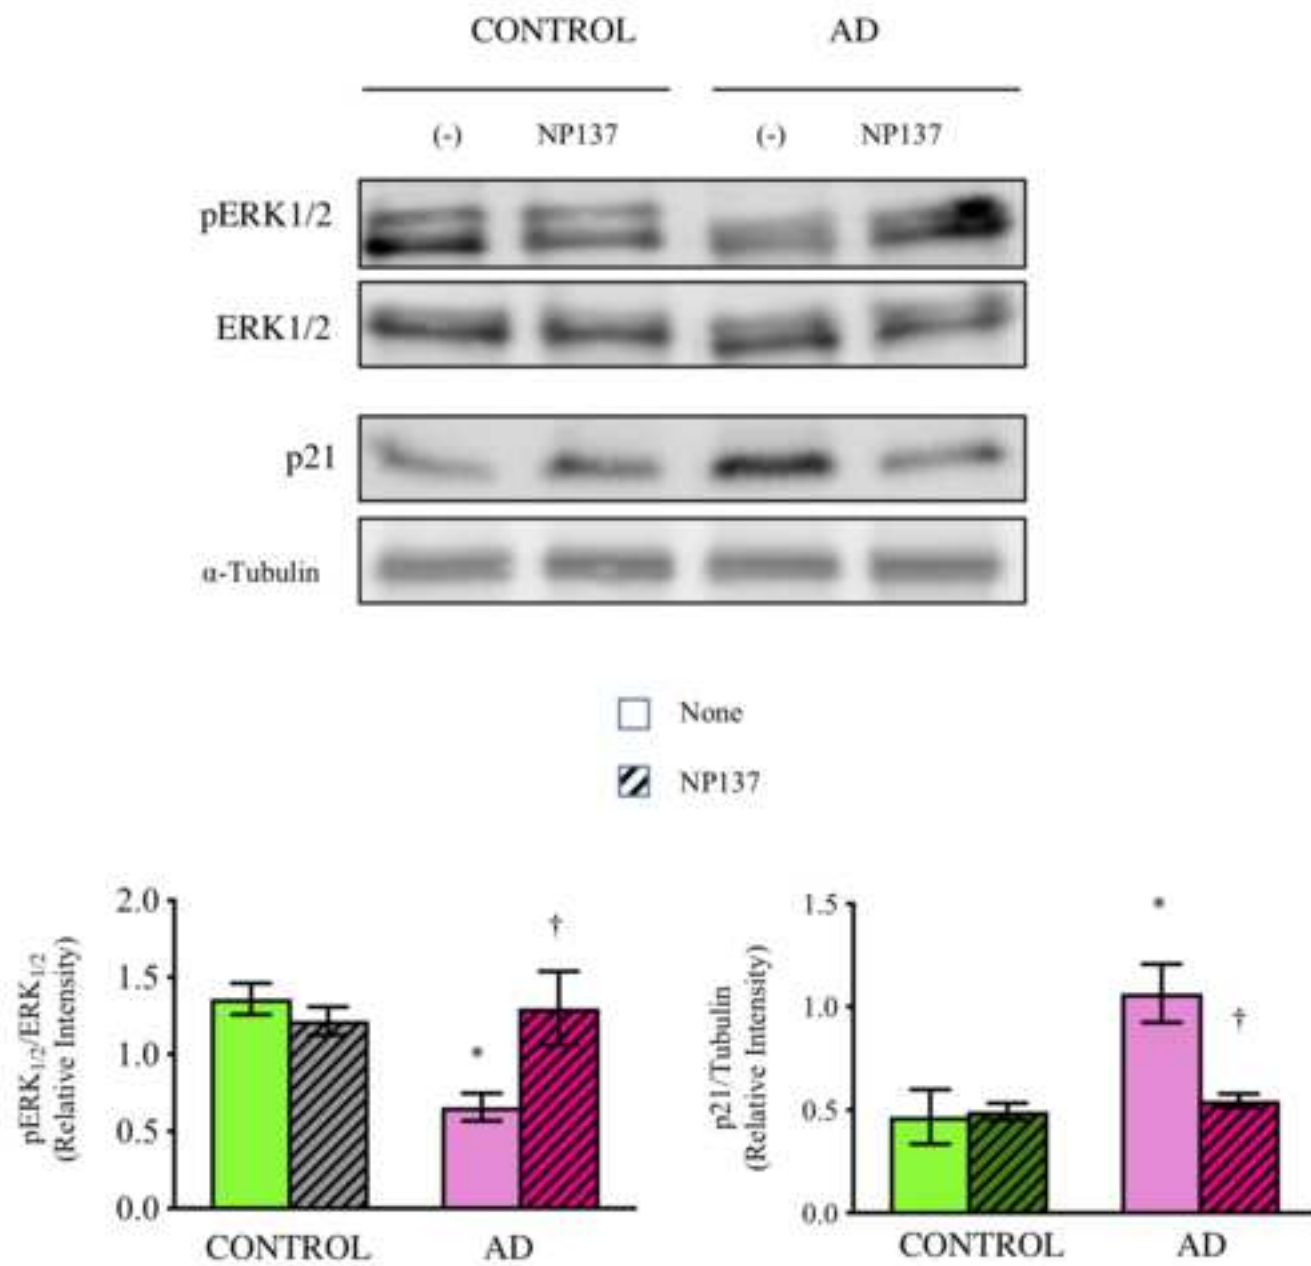 CONTROL AD
(-) NP137 (-) NP137
pERK1/2
ERK1/2
p21
α-Tubulin
None
NP137
pERK1/2/ERK1/2
(Relative Intensity)
2.0
1.5
1.0
0.5
0.0
*
†
CONTROL AD
p21/Tubulin
(Relative Intensity)
1.5
1.0
0.5
0.0
*
†
CONTROL AD